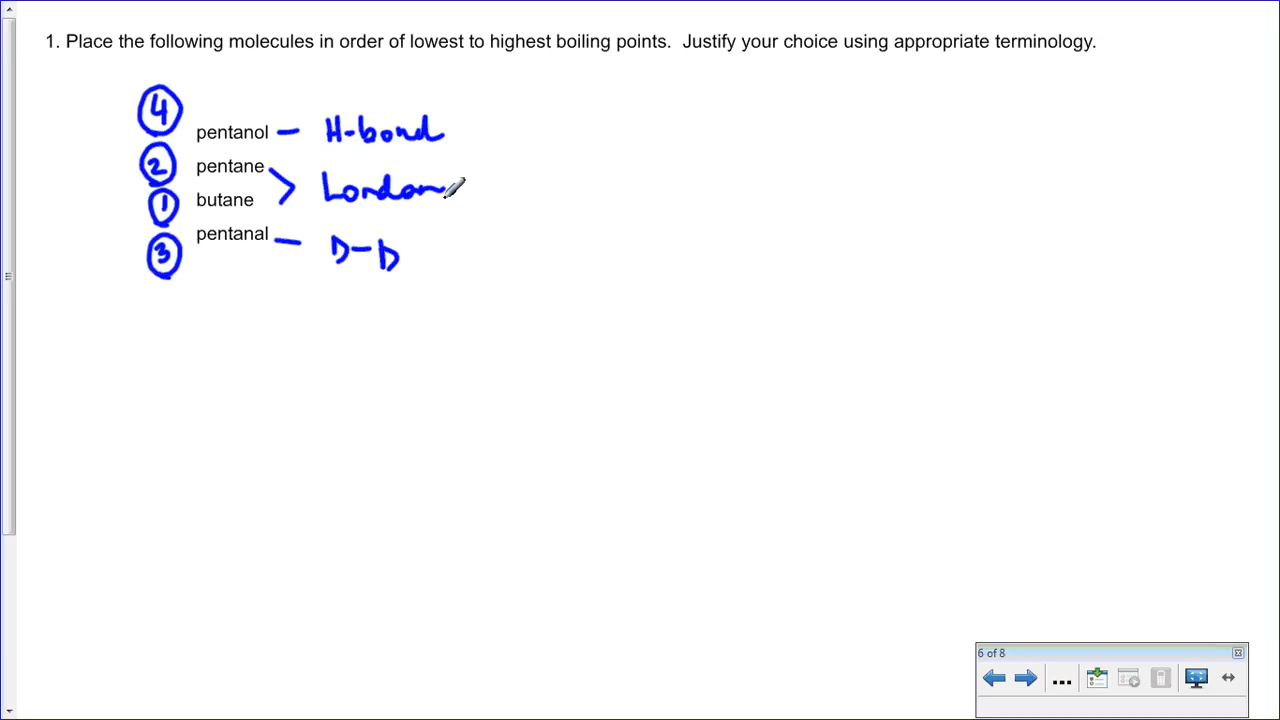 1. Place the following molecules in order of lowest to highest boiling points. Justify your choice using appropriate terminology.
4 pentanol – H-bond
2 pentane
London
1 butane
3 pentanal – D-D
6 of 8
...